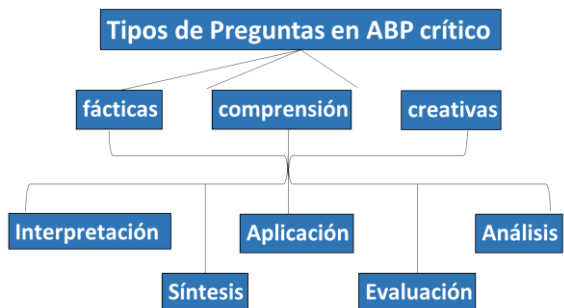 Tipos de Preguntas en ABP crítico
fácticas
comprensión
creativas
Interpretación
Aplicación
Análisis
Síntesis
Evaluación